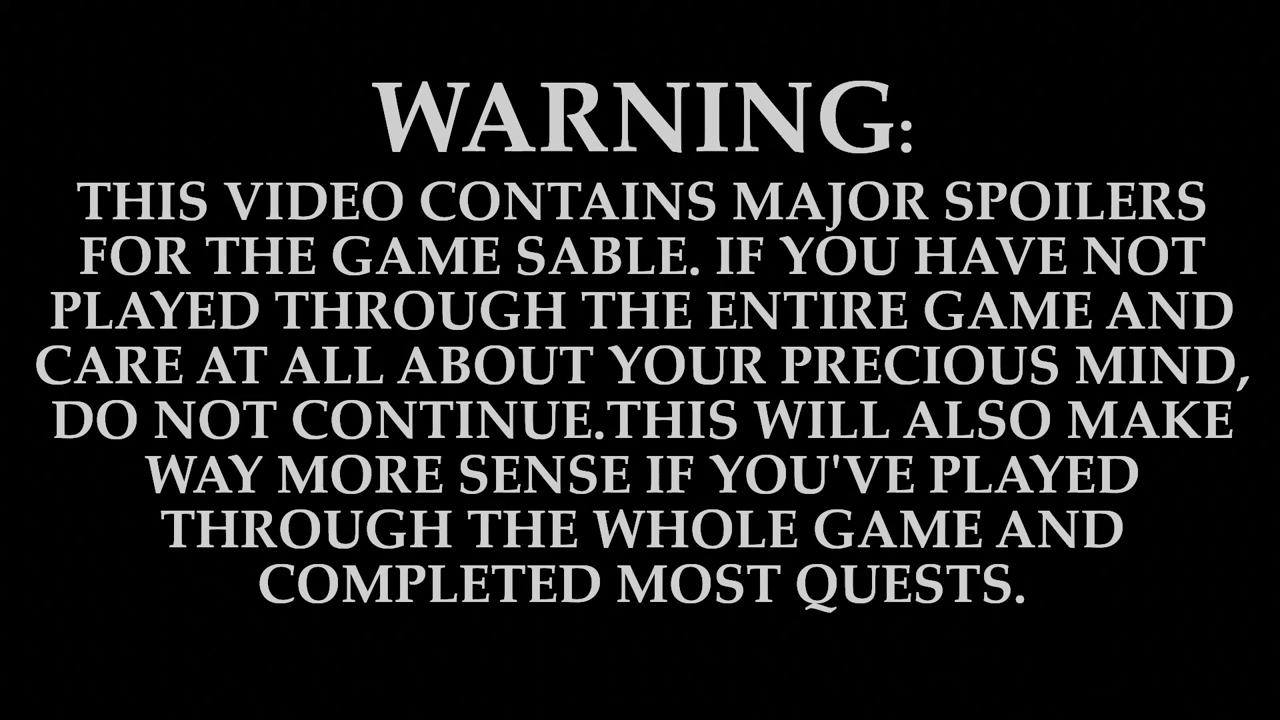 WARNING:
THIS VIDEO CONTAINS MAJOR SPOILERS
FOR THE GAME SABLE. IF YOU HAVE NOT
PLAYED THROUGH THE ENTIRE GAME AND
CARE AT ALL ABOUT YOUR PRECIOUS MIND,
DO NOT CONTINUE.THIS WILL ALSO MAKE
WAY MORE SENSE IF YOU'VE PLAYED
THROUGH THE WHOLE GAME AND
COMPLETED MOST QUESTS.